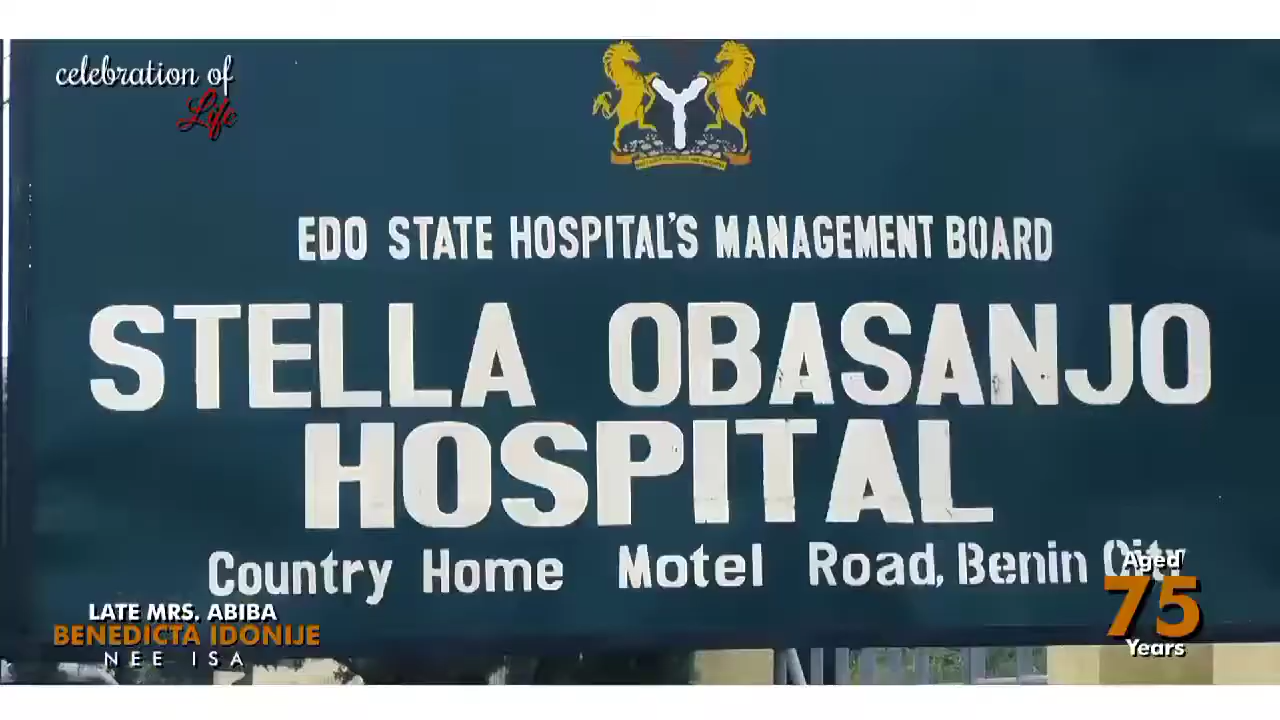 celebration of
Life
EDO STATE HOSPITAL'S MANAGEMENT BOARD
STELLA OBASANJO
HOSPITAL
Country Home Motel Road, Benin City
LATE MRS. ABIBA
BENEDICTA IDONIJE
NEE ISA
Aged
75
Years